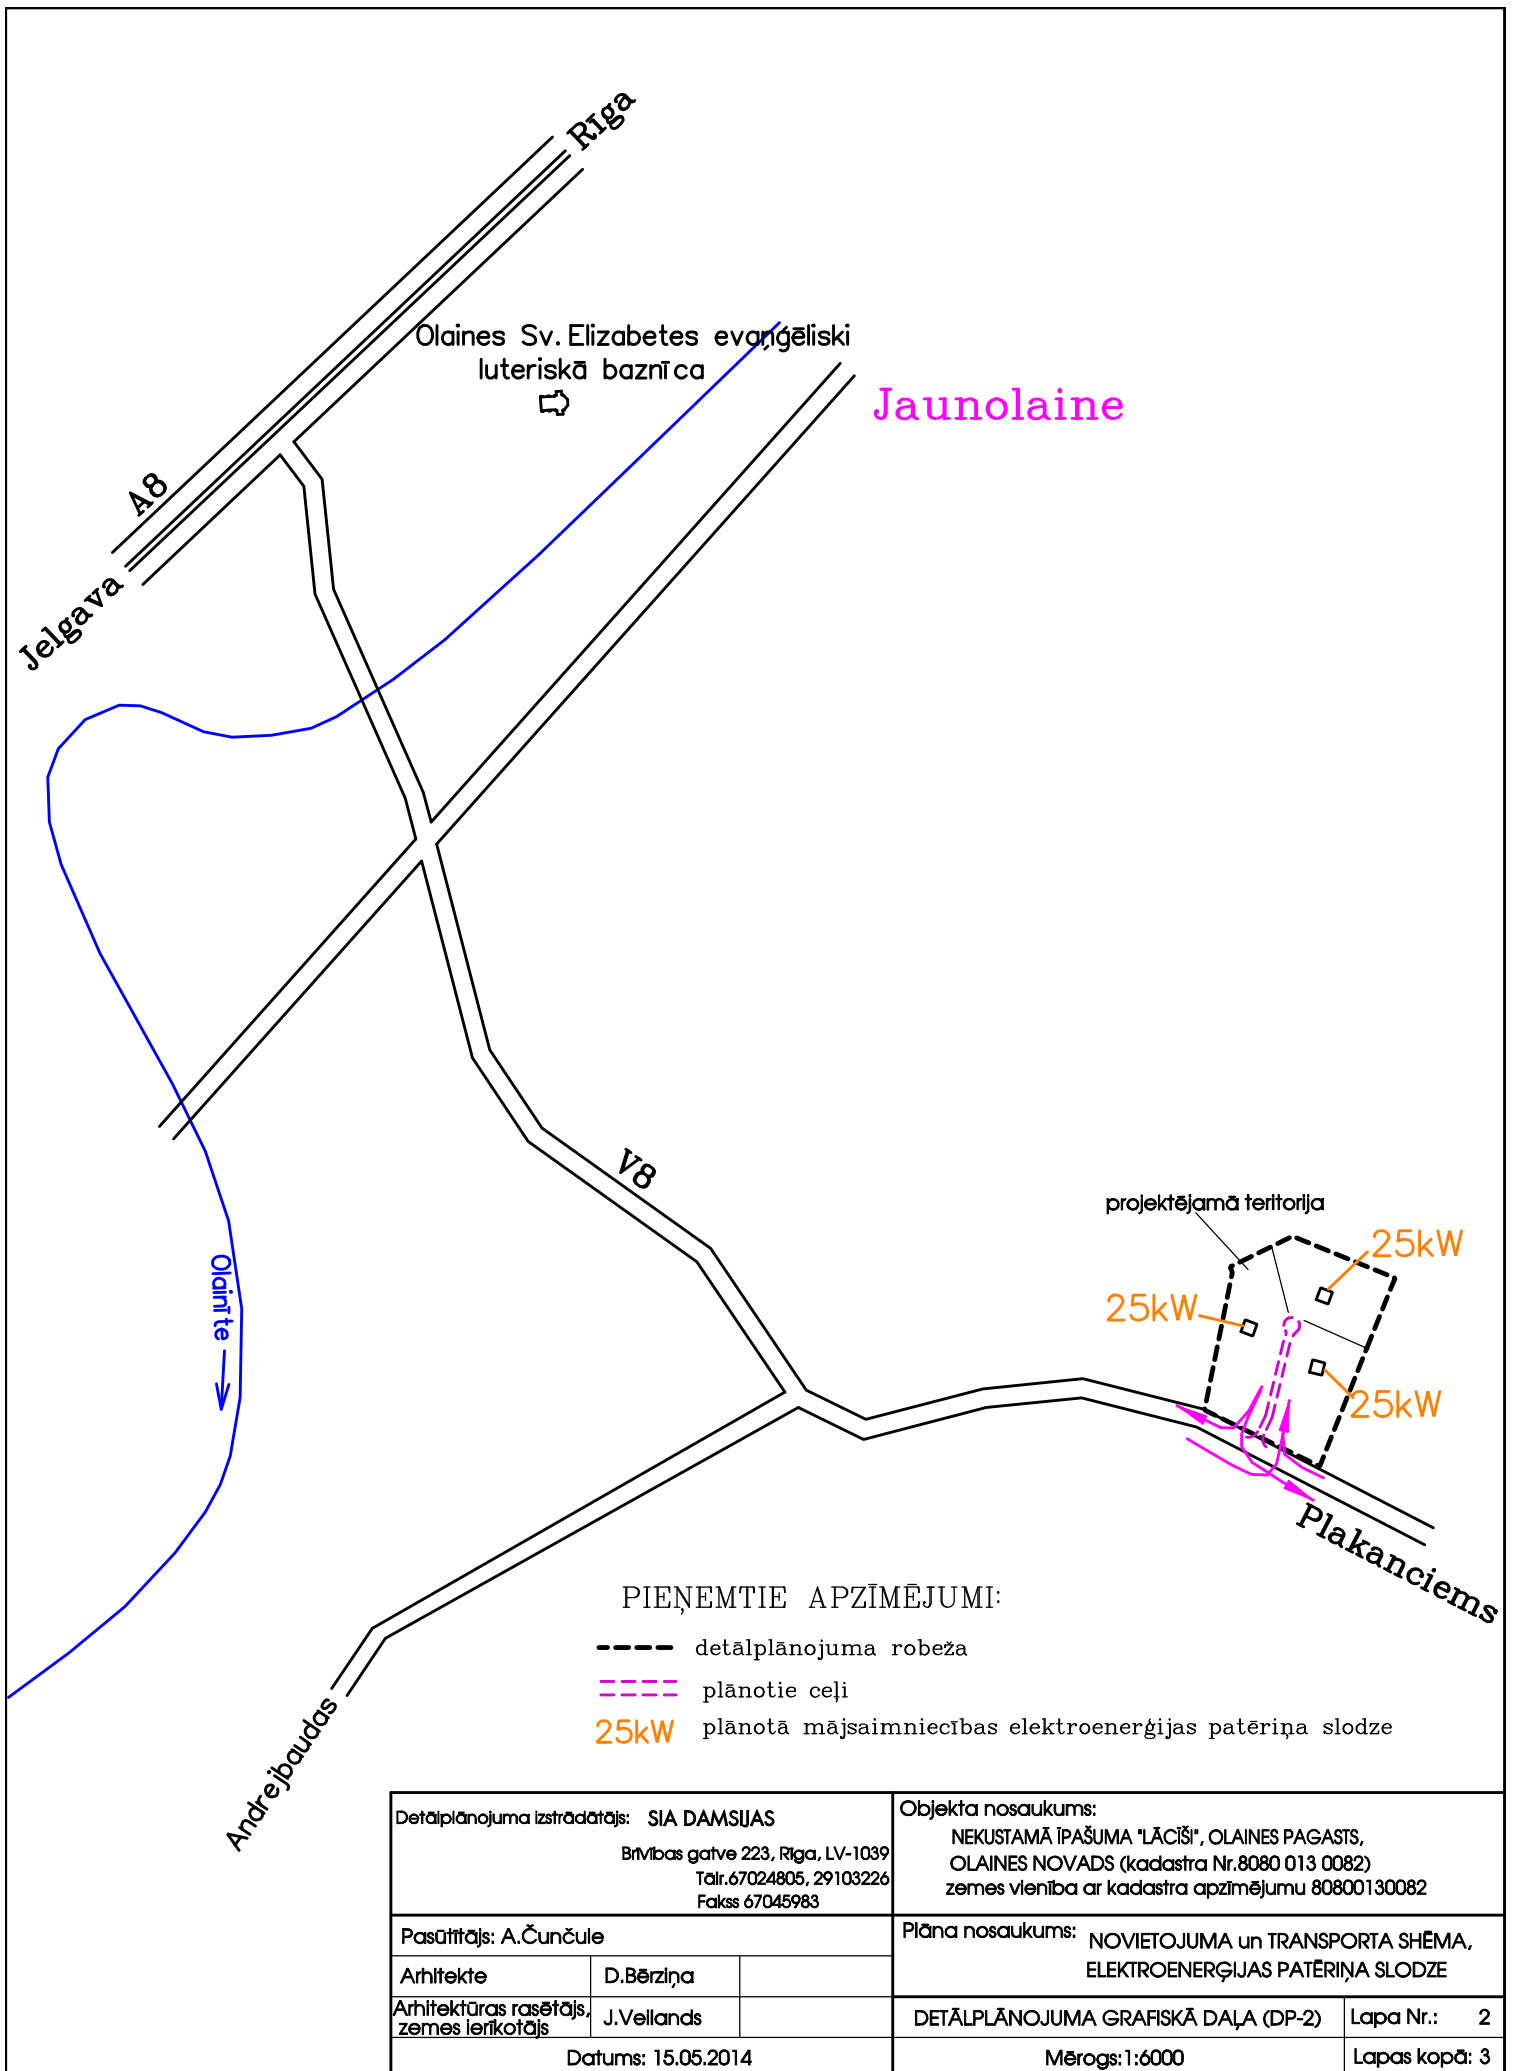 Rīga
Olaines Sv. Elizabetes evaņģēliski
luteriskā baznīca
Jaunolaine
A8
Jelgava
V8
projektējamā teritorija
25kW
25kW
25kW
Olainīte
Plakanciems
PIEŅEMTIE APZĪMĒJUMI:
detālplānojuma robeža
plānotie ceļi
25kW plānotā mājsaimniecības elektroenerģijas patēriņa slodze
Andrejbaudas
Detālplānojuma izstrādātājs: SIA DAMSIJAS
Brīvības gatve 223, Rīga, LV-1039
Tālr.67024805, 29103226
Fakss 67045983
Objekta nosaukums:
NEKUSTAMĀ ĪPAŠUMA "LĀCĪŠI", OLAINES PAGASTS,
OLAINES NOVADS (kadastra Nr.8080 013 0082)
zemes vienība ar kadastra apzīmējumu 80800130082
Pasūtītājs: A.Čunčule
Plāna nosaukums: NOVIETOJUMA un TRANSPORTA SHĒMA,
ELEKTROENERĢIJAS PATĒRIŅA SLODZE
Arhitekte D.Bērziņa
Arhitektūras rasētājs,
zemes ierīkotājs J.Veilands
DETĀLPLĀNOJUMA GRAFISKĀ DAĻA (DP-2) Lapa Nr.: 2
Datums: 15.05.2014 Mērogs:1:6000 Lapas kopā: 3